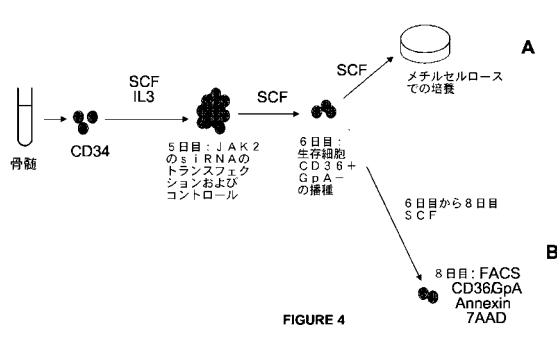 A
SCF
IL3
SCF
SCF
メチルセルロース
での培養
骨髄
CD34
5日目：JAK2
のsiRNAの
トランスフェク
ションおよび
コントロール
6日目：
生存細胞
CD36+
GpA-
の播種
6日目から8日目
SCF
B
8日目: FACS
CD36/GpA
Annexin
7AAD
FIGURE 4